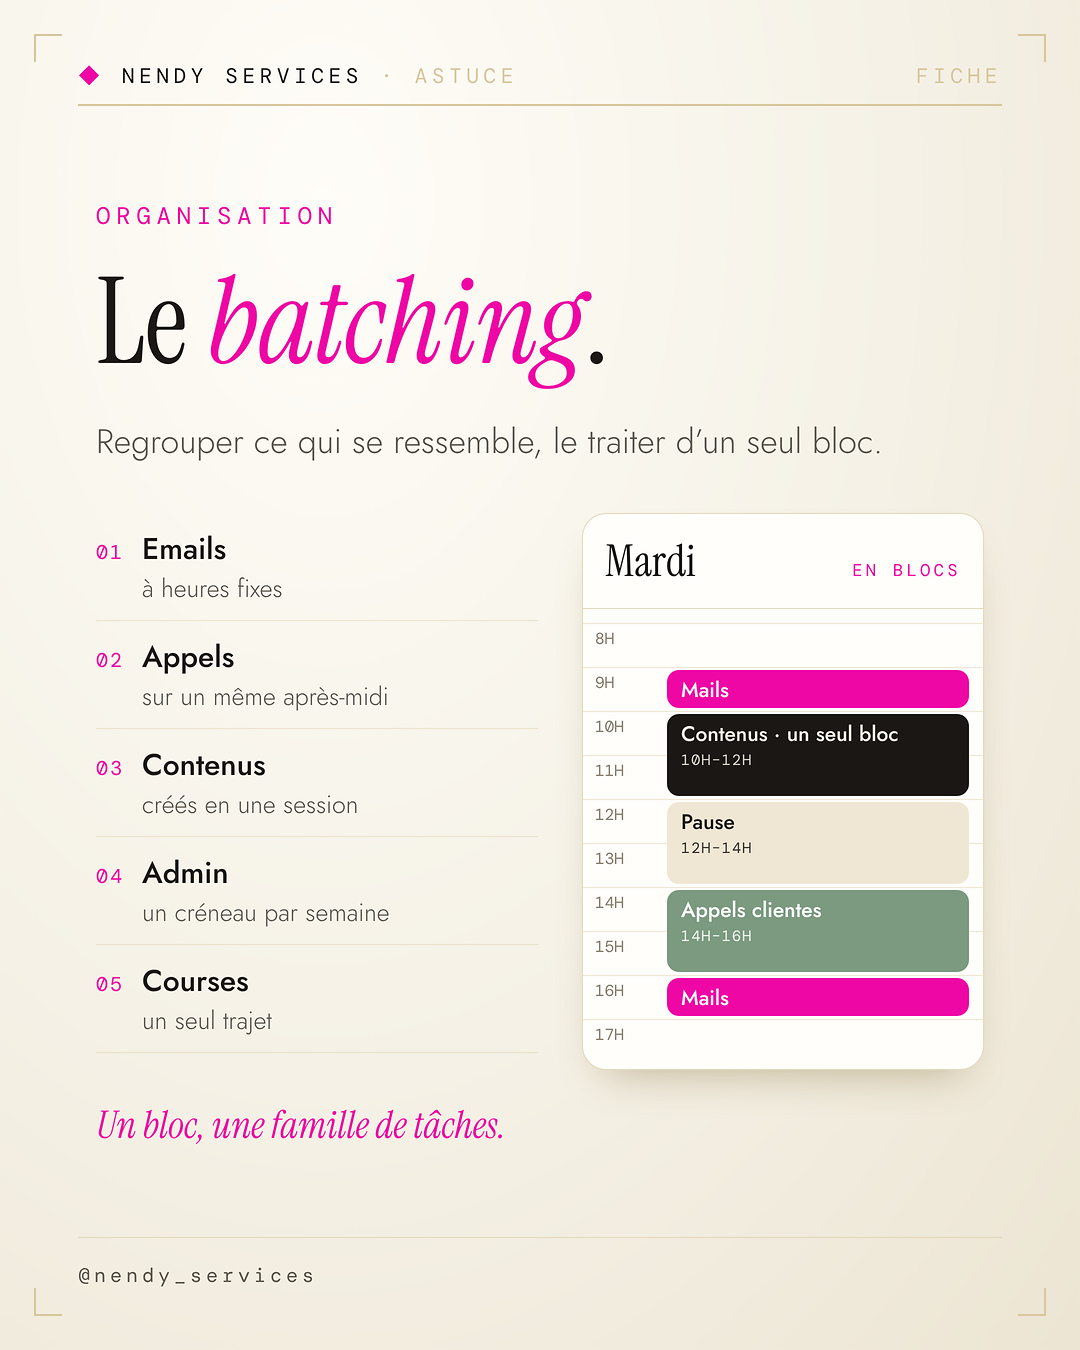 NENDY SERVICES · ASTUCE
FICHE
ORGANISATION
Le batching.
Regrouper ce qui se ressemble, le traiter d’un seul bloc.
01 Emails
à heures fixes
02 Appels
sur un même après-midi
03 Contenus
créés en une session
04 Admin
un créneau par semaine
05 Courses
un seul trajet
Mardi
EN BLOCS
8H
9H
Mails
10H
Contenus · un seul bloc
10H–12H
11H
12H
Pause
12H–14H
13H
14H
Appels clientes
14H–16H
15H
16H
Mails
17H
Un bloc, une famille de tâches.
@nendy_services